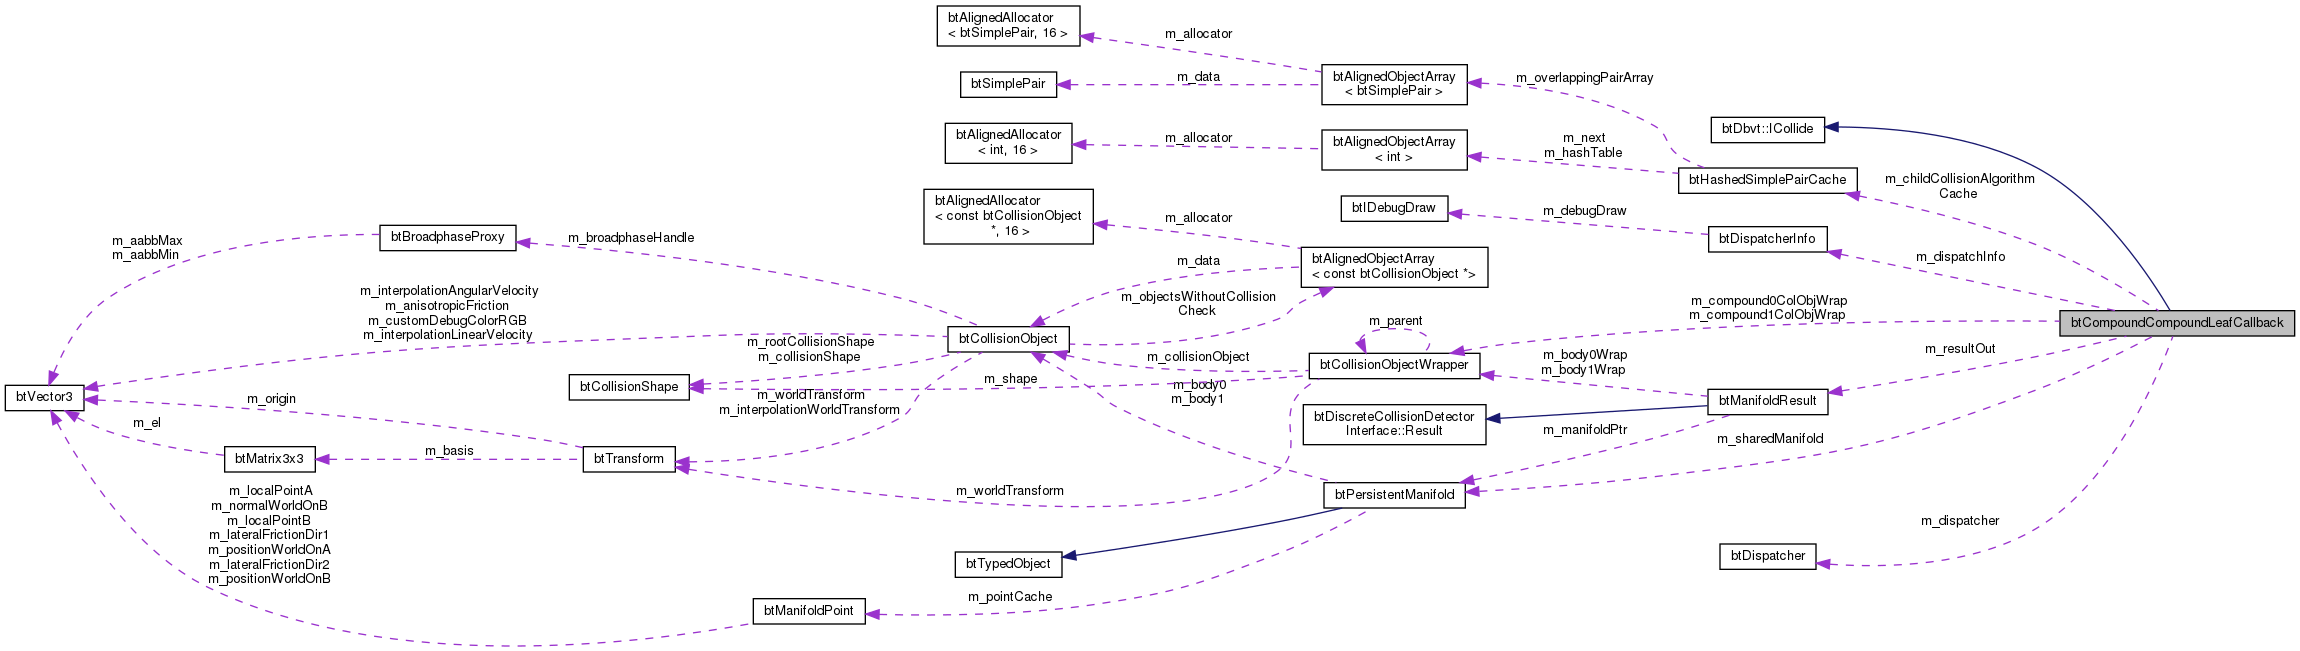 btAlignedAllocator
< btSimplePair, 16 >
m_allocator
btSimplePair
m_data
btAlignedObjectArray
< btSimplePair >
m_overlappingPairArray
btAlignedAllocator
< int, 16 >
m_allocator
btAlignedObjectArray
< int >
m_next
m_hashTable
btDbvt::ICollide
btHashedSimplePairCache
m_childCollisionAlgorithm
Cache
btAlignedAllocator
< const btCollisionObject
*, 16 >
m_allocator
btIDebugDraw
m_debugDraw
btDispatcherInfo
m_dispatchInfo
btBroadphaseProxy
m_broadphaseHandle
m_aabbMax
m_aabbMin
m_data
btAlignedObjectArray
< const btCollisionObject *>
m_objectsWithoutCollision
Check
m_interpolationAngularVelocity
m_anisotropicFriction
m_customDebugColorRGB
m_interpolationLinearVelocity
btCollisionObject
m_rootCollisionShape
m_collisionShape
m_parent
m_compound0ColObjWrap
m_compound1ColObjWrap
btCompoundCompoundLeafCallback
m_collisionObject
btCollisionObjectWrapper
m_body0Wrap
m_body1Wrap
m_resultOut
btCollisionShape
m_shape
btVector3
m_origin
m_worldTransform
m_interpolationWorldTransform
m_body0
m_body1
btManifoldResult
btDiscreteCollisionDetector
Interface::Result
m_el
btMatrix3x3
m_basis
btTransform
m_manifoldPtr
m_sharedManifold
m_worldTransform
btPersistentManifold
m_localPointA
m_normalWorldOnB
m_localPointB
m_lateralFrictionDir1
m_positionWorldOnA
m_lateralFrictionDir2
m_positionWorldOnB
m_dispatcher
btDispatcher
btTypedObject
m_pointCache
btManifoldPoint